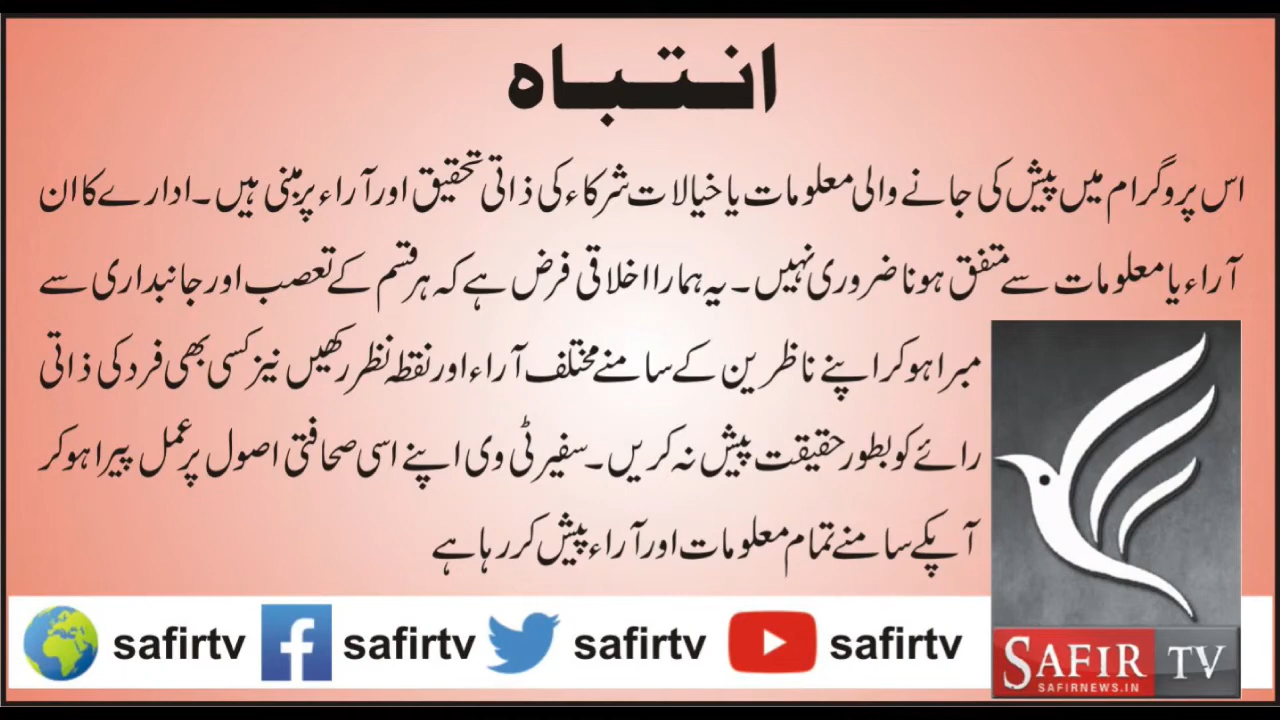 انتباہ
اس پروگرام میں پیش کی جانے والی معلومات یا خیالات شرکاء کی ذاتی تحقیق اور آراء پر مبنی ہیں۔ ادارے کا ان
آراء یا معلومات سے متفق ہونا ضروری نہیں۔ یہ ہمارا اخلاقی فرض ہے کہ ہر قسم کے تعصب اور جانبداری سے
مبرا ہو کر اپنے ناظرین کے سامنے مختلف آراء اور نقطہ نظر رکھیں نیز کسی بھی فرد کی ذاتی
رائے کو بطور حقیقت پیش نہ کریں۔ سفیر ٹی وی اپنے اسی صحافتی اصول پر عمل پیرا ہو کر
آپکے سامنے تمام معلومات اور آراء پیش کر رہا ہے
safirtv safirtv safirtv safirtv
SAFIR TV
SAFIRNEWS.IN